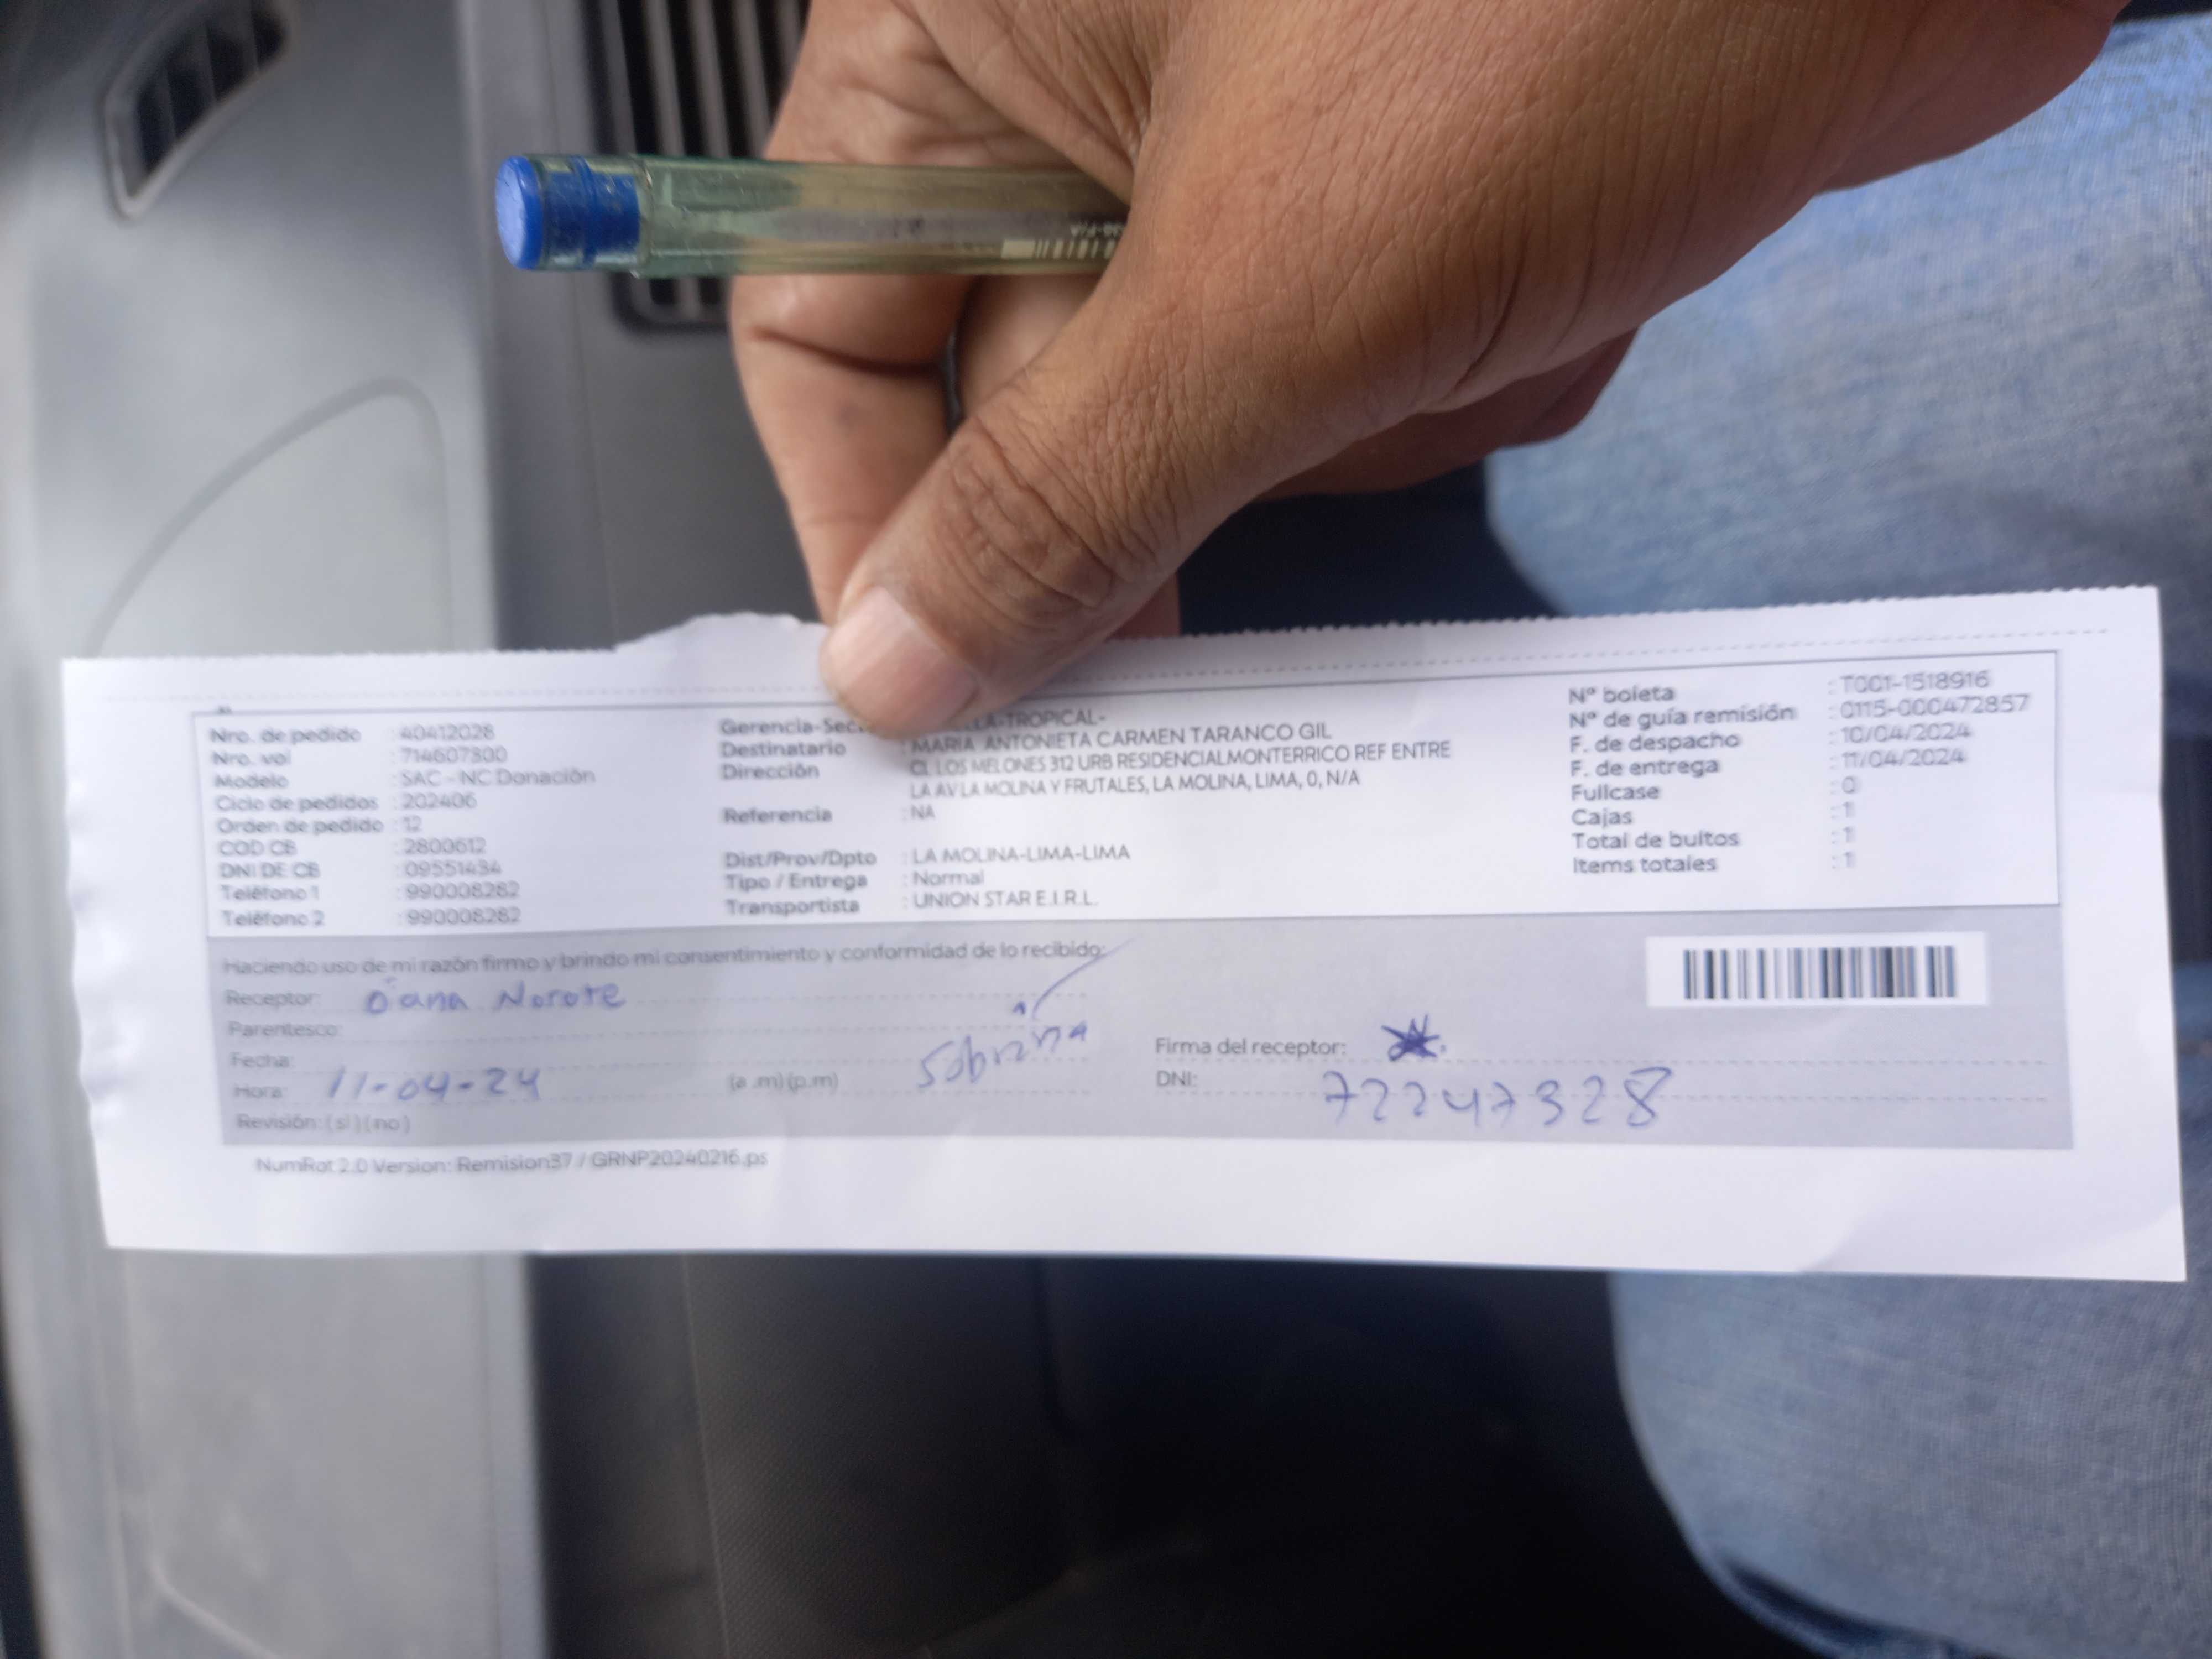 Nro. de pedido : 40412028
Nro. vol : 714607300
Modelo : SAC - NC Donación
Ciclo de pedidos : 202406
Orden de pedido : 12
COD CB : 2800612
DNI DE CB : 09551434
Teléfono 1 : 990008282
Teléfono 2 : 990008282
Gerencia-Sec LA-TROPICAL-
Destinatario : MARIA ANTONIETA CARMEN TARANCO GIL
Dirección CL LOS MELONES 312 URB RESIDENCIALMONTERRICO REF ENTRE
LA AV LA MOLINA Y FRUTALES, LA MOLINA, LIMA, 0, N/A
Referencia : NA
Dist/Prov/Dpto : LA MOLINA-LIMA-LIMA
Tipo / Entrega : Normal
Transportista : UNION STAR E.I.R.L.
Nº boleta : T001-1518916
Nº de guía remisión : 0115-000472857
F. de despacho : 10/04/2024
F. de entrega : 11/04/2024
Fullcase : 0
Cajas : 1
Total de bultos : 1
Items totales : 1
Haciendo uso de mi razón firmo y brindo mi consentimiento y conformidad de lo recibido:
Receptor:
Parentesco: sobrina
Fecha:
Hora: 11-04-24 (a .m) (p.m)
Revisión: (si) (no)
Firma del receptor:
DNI: 72247328
NumRot 2.0 Version: Remision37 / GRNP20240216.ps